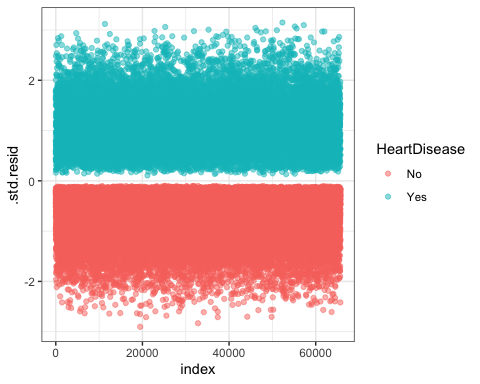 .std.resid
2
0
-2
0
20000
40000
60000
index
HeartDisease
No
Yes